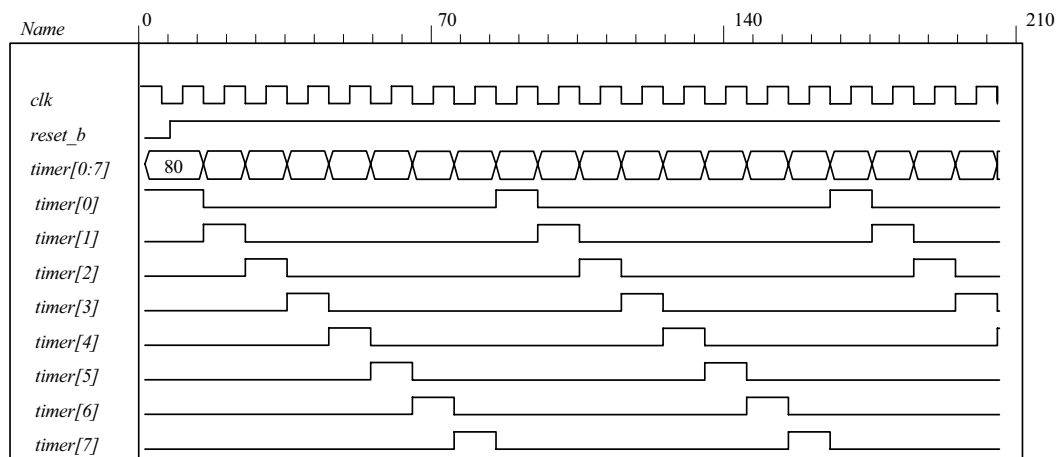 Name 0 70 140 210
clk
reset_b
timer[0:7] 80
timer[0]
timer[1]
timer[2]
timer[3]
timer[4]
timer[5]
timer[6]
timer[7]